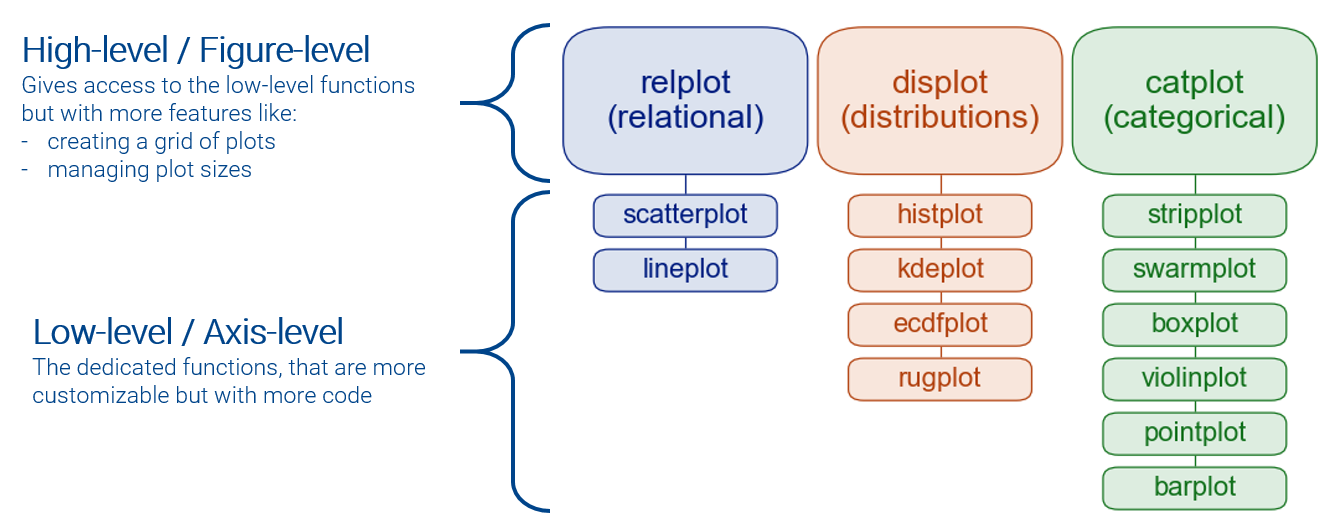 High-level / Figure-level
Gives access to the low-level functions
but with more features like:
- creating a grid of plots
- managing plot sizes
Low-level / Axis-level
The dedicated functions, that are more
customizable but with more code
relplot
(relational)
scatterplot
lineplot
displot
(distributions)
histplot
kdeplot
ecdfplot
rugplot
catplot
(categorical)
stripplot
swarmplot
boxplot
violinplot
pointplot
barplot